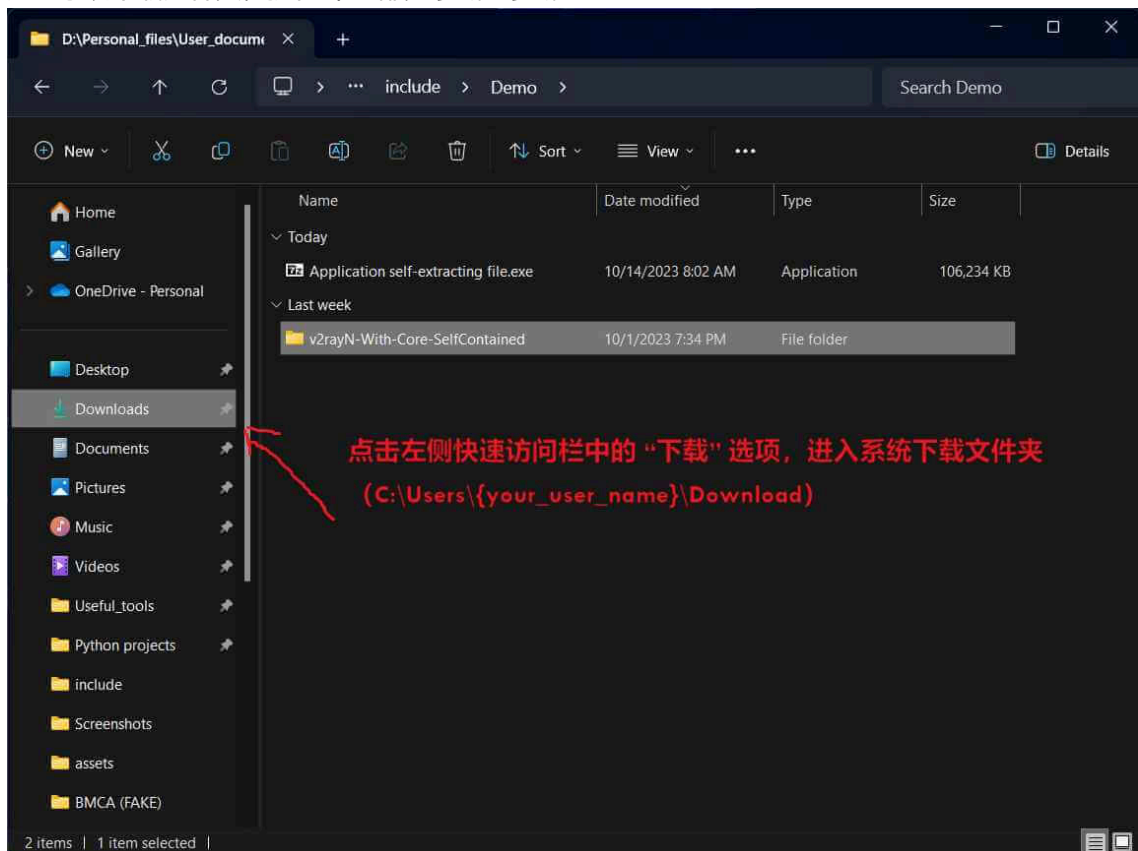 D:\Personal_files\User_docume
include > Demo >
Search Demo
New
Sort
View
Details
Name
Date modified
Type
Size
Home
Gallery
OneDrive - Personal
Desktop
Downloads
Documents
Pictures
Music
Videos
Useful_tools
Python projects
include
Screenshots
assets
BMCA (FAKE)
Today
Application self-extracting file.exe 10/14/2023 8:02 AM Application 106,234 KB
Last week
v2rayN-With-Core-SelfContained 10/1/2023 7:34 PM File folder
点击左侧快速访问栏中的 “下载” 选项，进入系统下载文件夹
(C:\Users\{your_user_name}\Download)
2 items | 1 item selected |